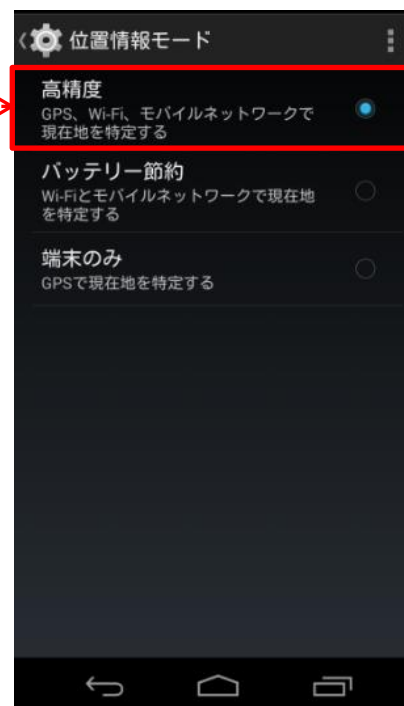 位置情報モード
高精度
GPS、Wi-Fi、モバイルネットワークで
現在地を特定する
バッテリー節約
Wi-Fiとモバイルネットワークで現在地
を特定する
端末のみ
GPSで現在地を特定する